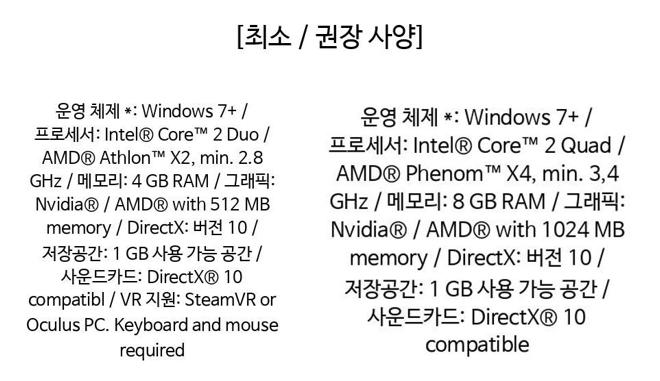 [최소 / 권장 사양]
운영 체제 *: Windows 7+ /
프로세서: Intel® Core™ 2 Duo /
AMD® Athlon™ X2, min. 2.8
GHz / 메모리: 4 GB RAM / 그래픽:
Nvidia® / AMD® with 512 MB
memory / DirectX: 버전 10 /
저장공간: 1 GB 사용 가능 공간 /
사운드카드: DirectX® 10
compatibl / VR 지원: SteamVR or
Oculus PC. Keyboard and mouse
required
운영 체제 *: Windows 7+ /
프로세서: Intel® Core™ 2 Quad /
AMD® Phenom™ X4, min. 3,4
GHz / 메모리: 8 GB RAM / 그래픽:
Nvidia® / AMD® with 1024 MB
memory / DirectX: 버전 10 /
저장공간: 1 GB 사용 가능 공간 /
사운드카드: DirectX® 10
compatible